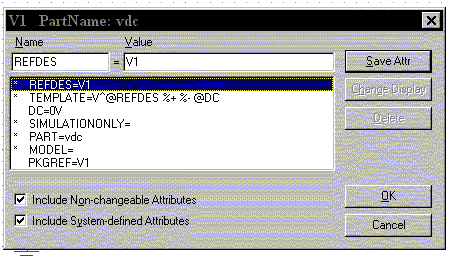 V1 PartName: vdc
Name Value
REFDES = V1 Save Attr
* REFDES=V1 Change Display
* TEMPLATE=V^@REFDES %+ %- @DC
DC=0V Delete
* SIMULATIONONLY=
* PART=vdc
* MODEL=
PKGREF=V1
Include Non-changeable Attributes OK
Include System-defined Attributes Cancel